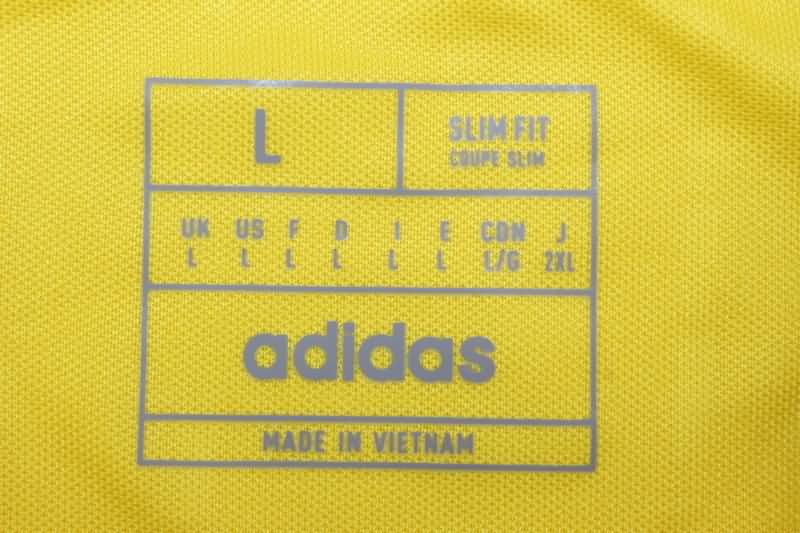 L
SLIM FIT
COUPE SLIM
UK US F D I E CDN J
L L L L L L L/G 2XL
adidas
MADE IN VIETNAM